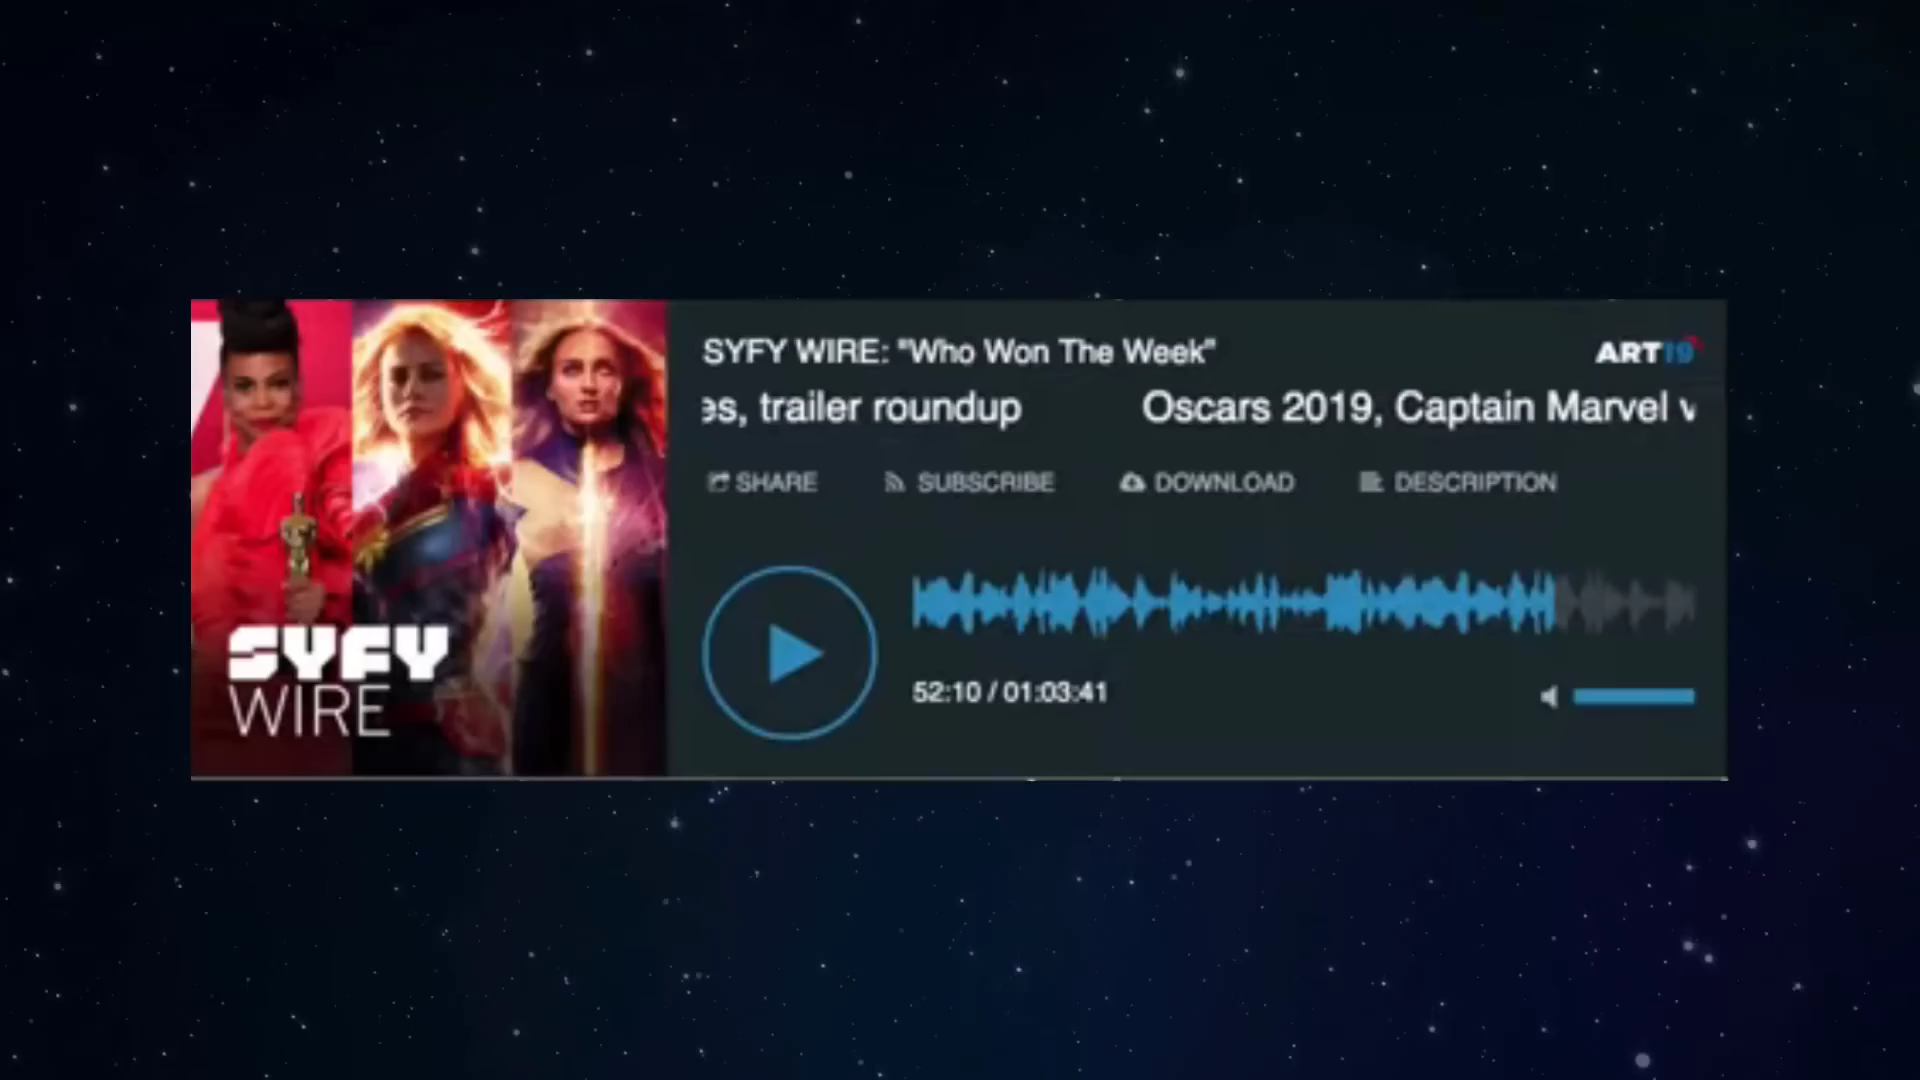 SYFY WIRE: "Who Won The Week"
ART19
es, trailer roundup Oscars 2019, Captain Marvel v
SHARE SUBSCRIBE DOWNLOAD DESCRIPTION
SYFY
WIRE
52:10 / 01:03:41